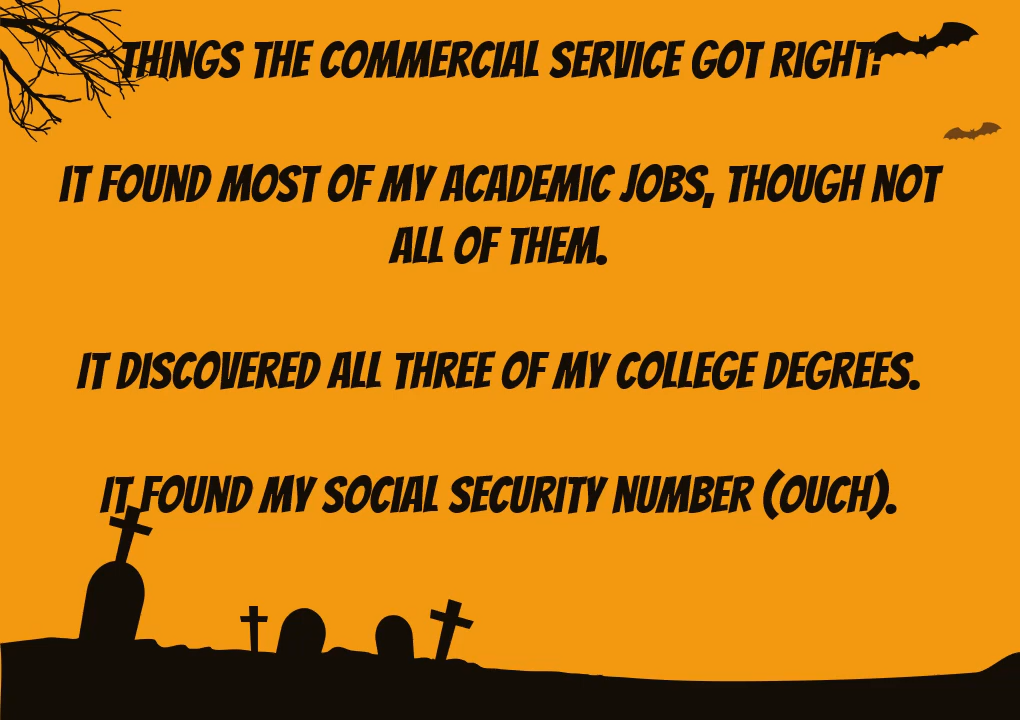 THINGS THE COMMERCIAL SERVICE GOT RIGHT:
IT FOUND MOST OF MY ACADEMIC JOBS, THOUGH NOT
ALL OF THEM.
IT DISCOVERED ALL THREE OF MY COLLEGE DEGREES.
IT FOUND MY SOCIAL SECURITY NUMBER (OUCH).